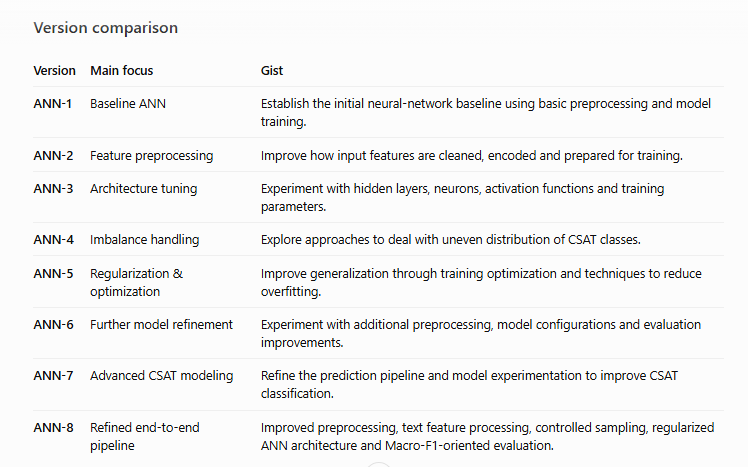 Version comparison
Version Main focus Gist
ANN-1 Baseline ANN Establish the initial neural-network baseline using basic preprocessing and model
training.
ANN-2 Feature preprocessing Improve how input features are cleaned, encoded and prepared for training.
ANN-3 Architecture tuning Experiment with hidden layers, neurons, activation functions and training
parameters.
ANN-4 Imbalance handling Explore approaches to deal with uneven distribution of CSAT classes.
ANN-5 Regularization & Improve generalization through training optimization and techniques to reduce
optimization overfitting.
ANN-6 Further model refinement Experiment with additional preprocessing, model configurations and evaluation
improvements.
ANN-7 Advanced CSAT modeling Refine the prediction pipeline and model experimentation to improve CSAT
classification.
ANN-8 Refined end-to-end Improved preprocessing, text feature processing, controlled sampling, regularized
pipeline ANN architecture and Macro-F1-oriented evaluation.